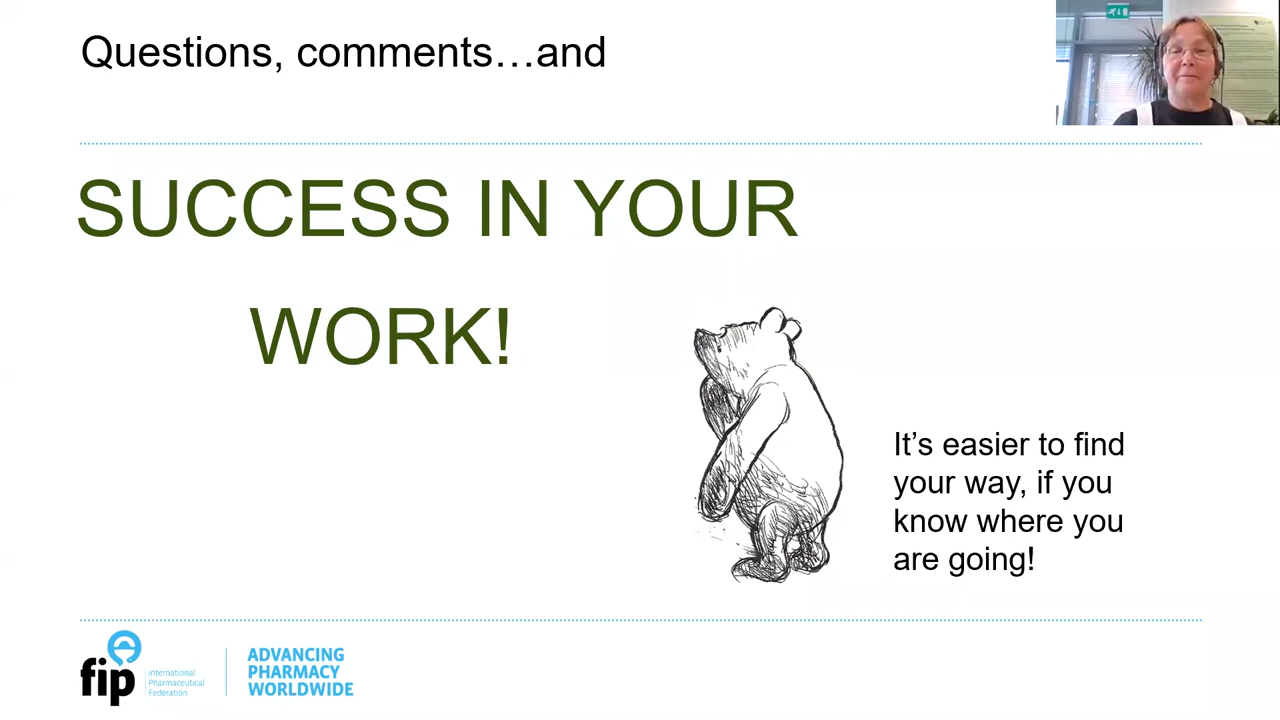 Questions, comments…and
SUCCESS IN YOUR
WORK!
It’s easier to find
your way, if you
know where you
are going!
fip
International
Pharmaceutical
Federation
ADVANCING
PHARMACY
WORLDWIDE